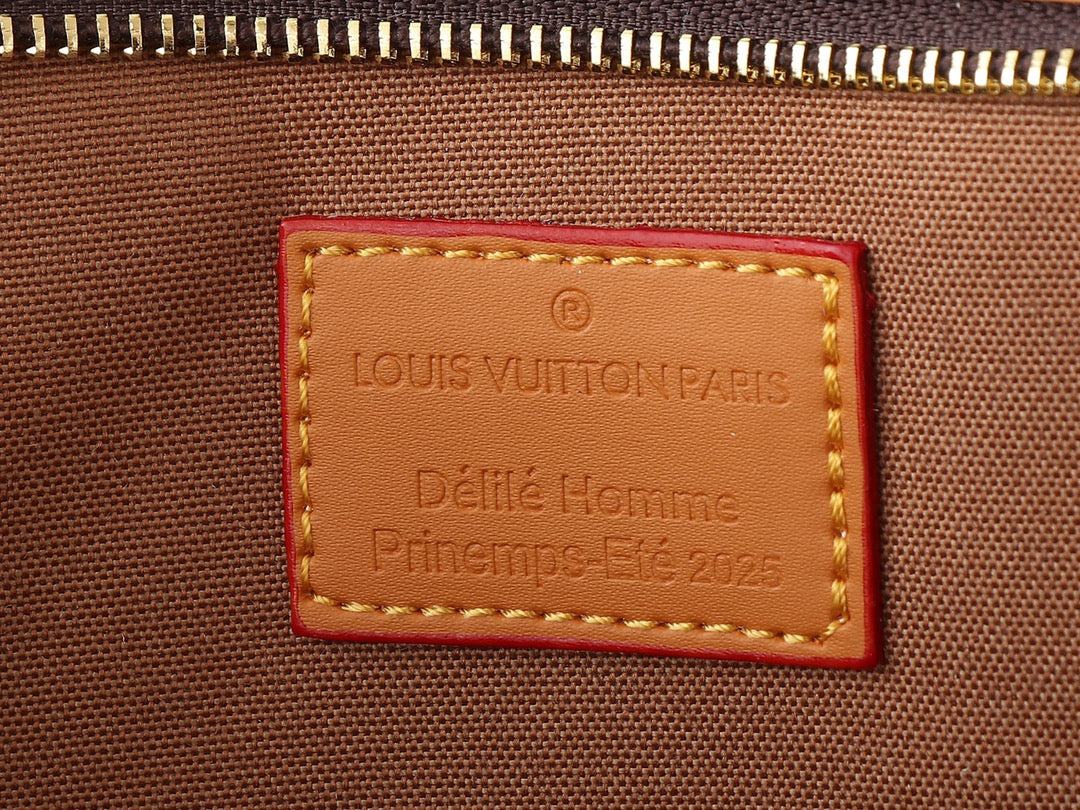 ®
LOUIS VUITTON PARIS
Délilé Homme
Prinemps-Eté 2025